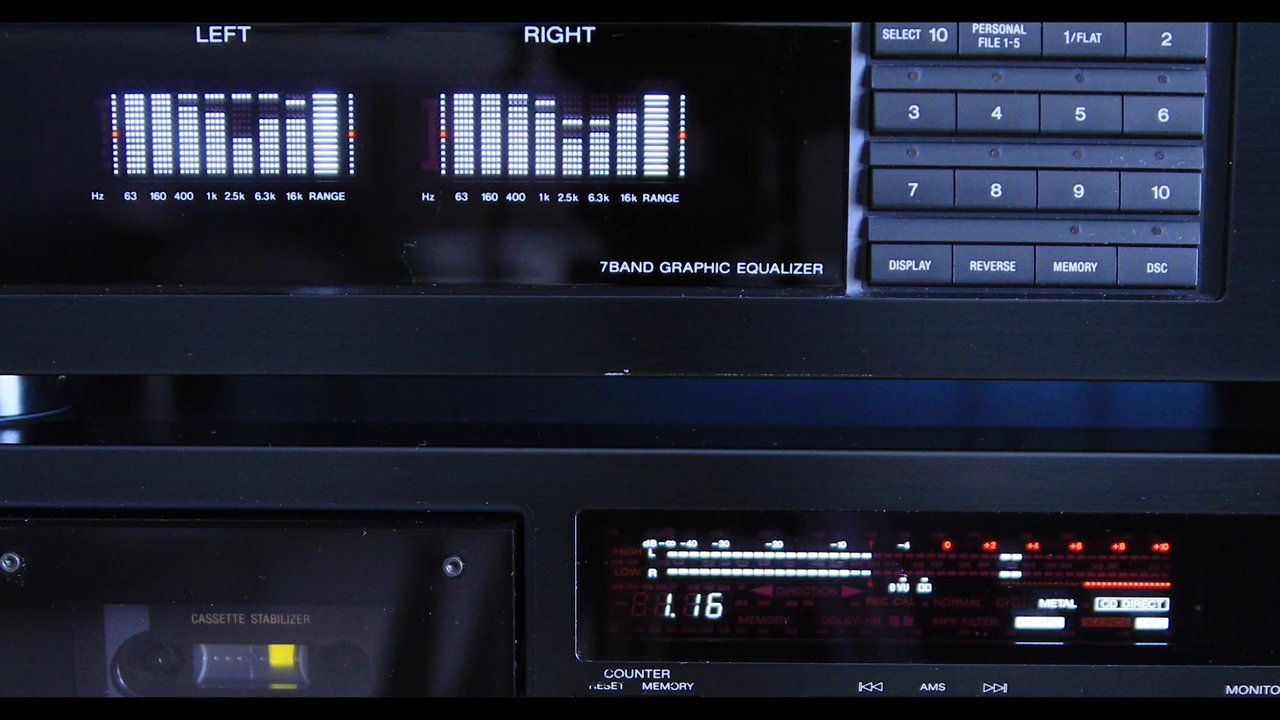 LEFT RIGHT
SELECT 10 PERSONAL FILE 1-5 1/FLAT 2
3 4 5 6
Hz 63 160 400 1k 2.5k 6.3k 16k RANGE Hz 63 160 400 1k 2.5k 6.3k 16k RANGE
7 8 9 10
7BAND GRAPHIC EQUALIZER
DISPLAY REVERSE MEMORY DSC
dB -∞ -40 -30 -20 -10 -4 0 +2 +4 +6 +8 +10
HIGH L
LOW R
0VU
DIRECTION
1.16 REC CAL NORMAL CrO2 METAL CD DIRECT
MEMORY DOLBY NR MPX FILTER
CASSETTE STABILIZER
COUNTER
RESET MEMORY AMS MONITO